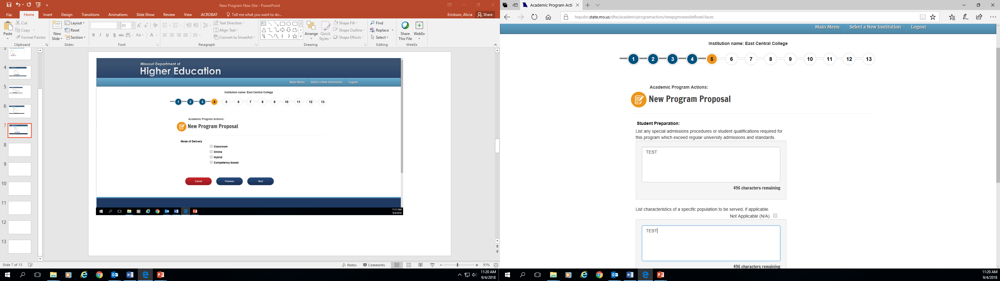 New Program New Site - PowerPoint
File Home Insert Design Transitions Animations Slide Show Review View ACROBAT Tell me what you want to do... Erickson, Alicia Share
Paste Cut Copy Format Painter
Clipboard
New Slide Layout Reset Section
Slides
60
B I U S abc AV Aa A
Font
Text Direction
Align Text
Convert to SmartArt
Paragraph
Arrange Quick Styles Shape Fill Shape Outline Shape Effects
Drawing
Find
Replace
Select
Editing
Share This File WebEx
WebEx
3
4
5
6
7
8
9
10
11
12
13
Missouri Department of
Higher Education
Main Menu Select a New Institution Logout
Institution name: East Central College
1 2 3 4 5 6 7 8 9 10 11 12 13
Academic Program Actions:
New Program Proposal
Mode of Delivery
Classroom
Online
Hybrid
Competency-based
Cancel Previous Next
11:17 AM
9/4/2018
Slide 7 of 13 Notes Comments 91%
11:20 AM
9/4/2018
Academic Program Acti
hepubn.state.mo.us/dhe/academicprogramaction/newpgmnewsiteflow6.faces
Main Menu Select a New Institution Logout
Institution name: East Central College
1 2 3 4 5 6 7 8 9 10 11 12 13
Academic Program Actions:
New Program Proposal
Student Preparation:
List any special admissions procedures or student qualifications required for
this program which exceed regular university admissions and standards.
TEST
496 characters remaining
List characteristics of a specific population to be served, if applicable.
Not Applicable (N/A)
TEST
496 characters remaining
11:20 AM
9/4/2018